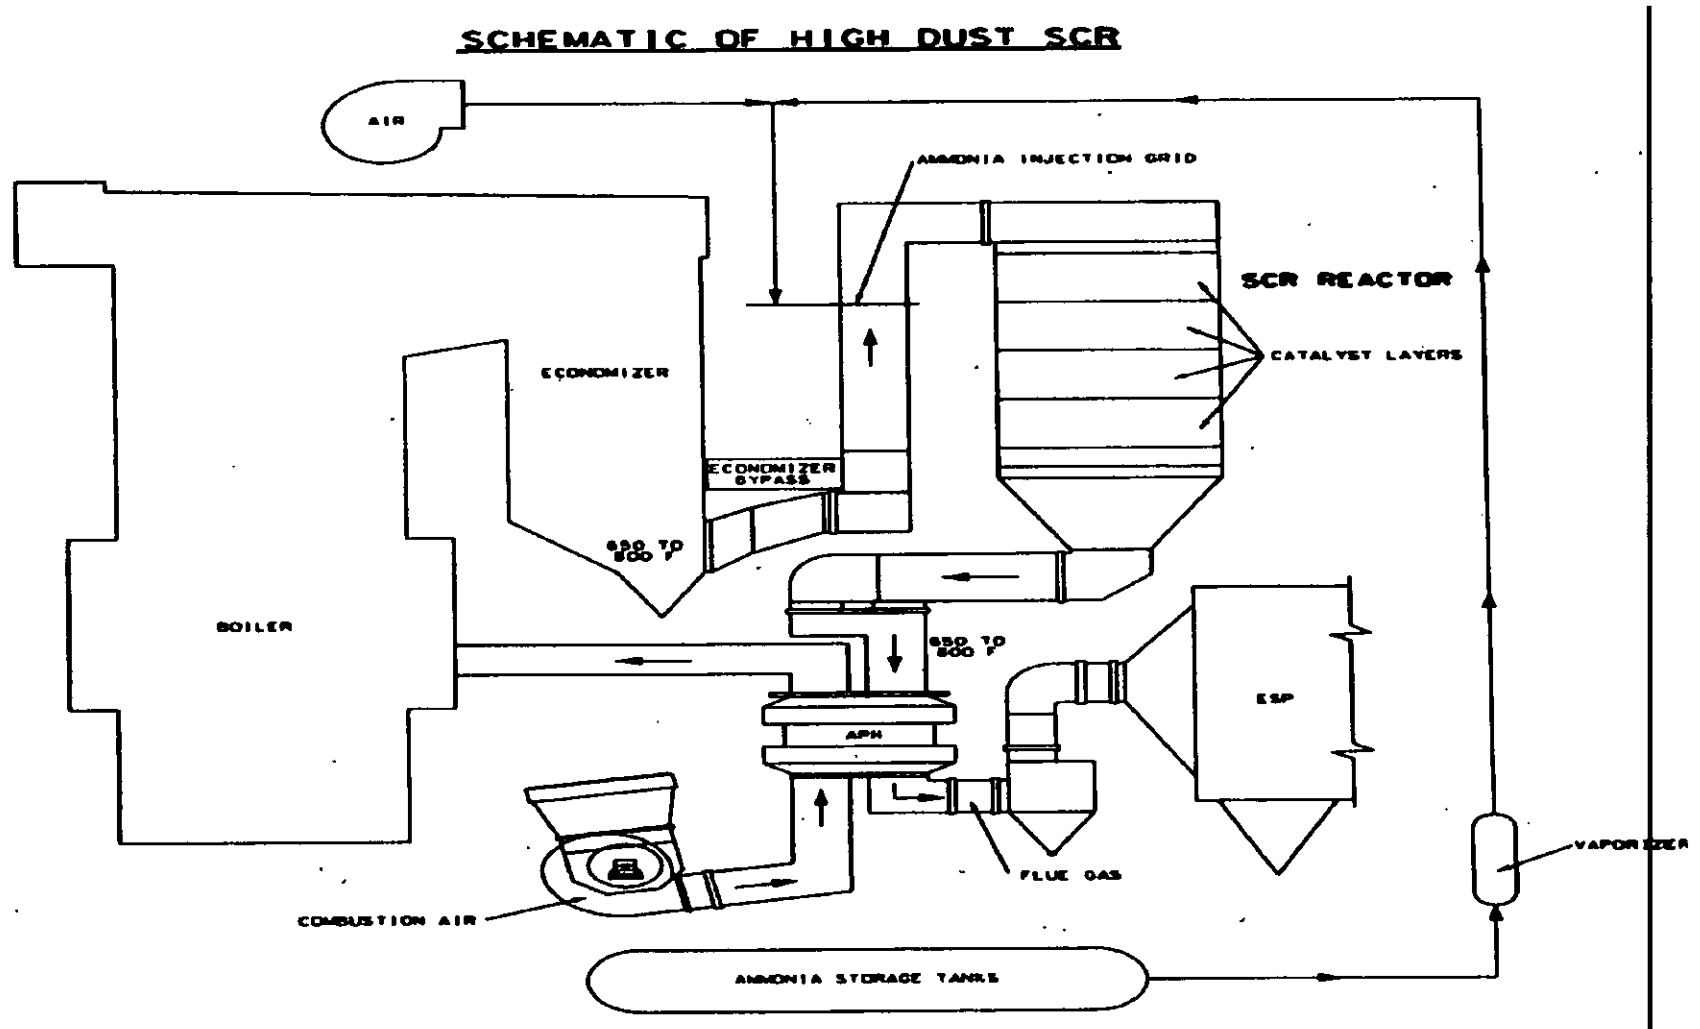 SCHEMATIC OF HIGH DUST SCR
AIR
AMMONIA INJECTION GRID
SCR REACTOR
CATALYST LAYERS
ECONOMIZER
ECONOMIZER
BYPASS
650 TO
800 F
BOILER
650 TO
800 F
ESP
APH
VAPORIZER
FLUE GAS
COMBUSTION AIR
AMMONIA STORAGE TANKS